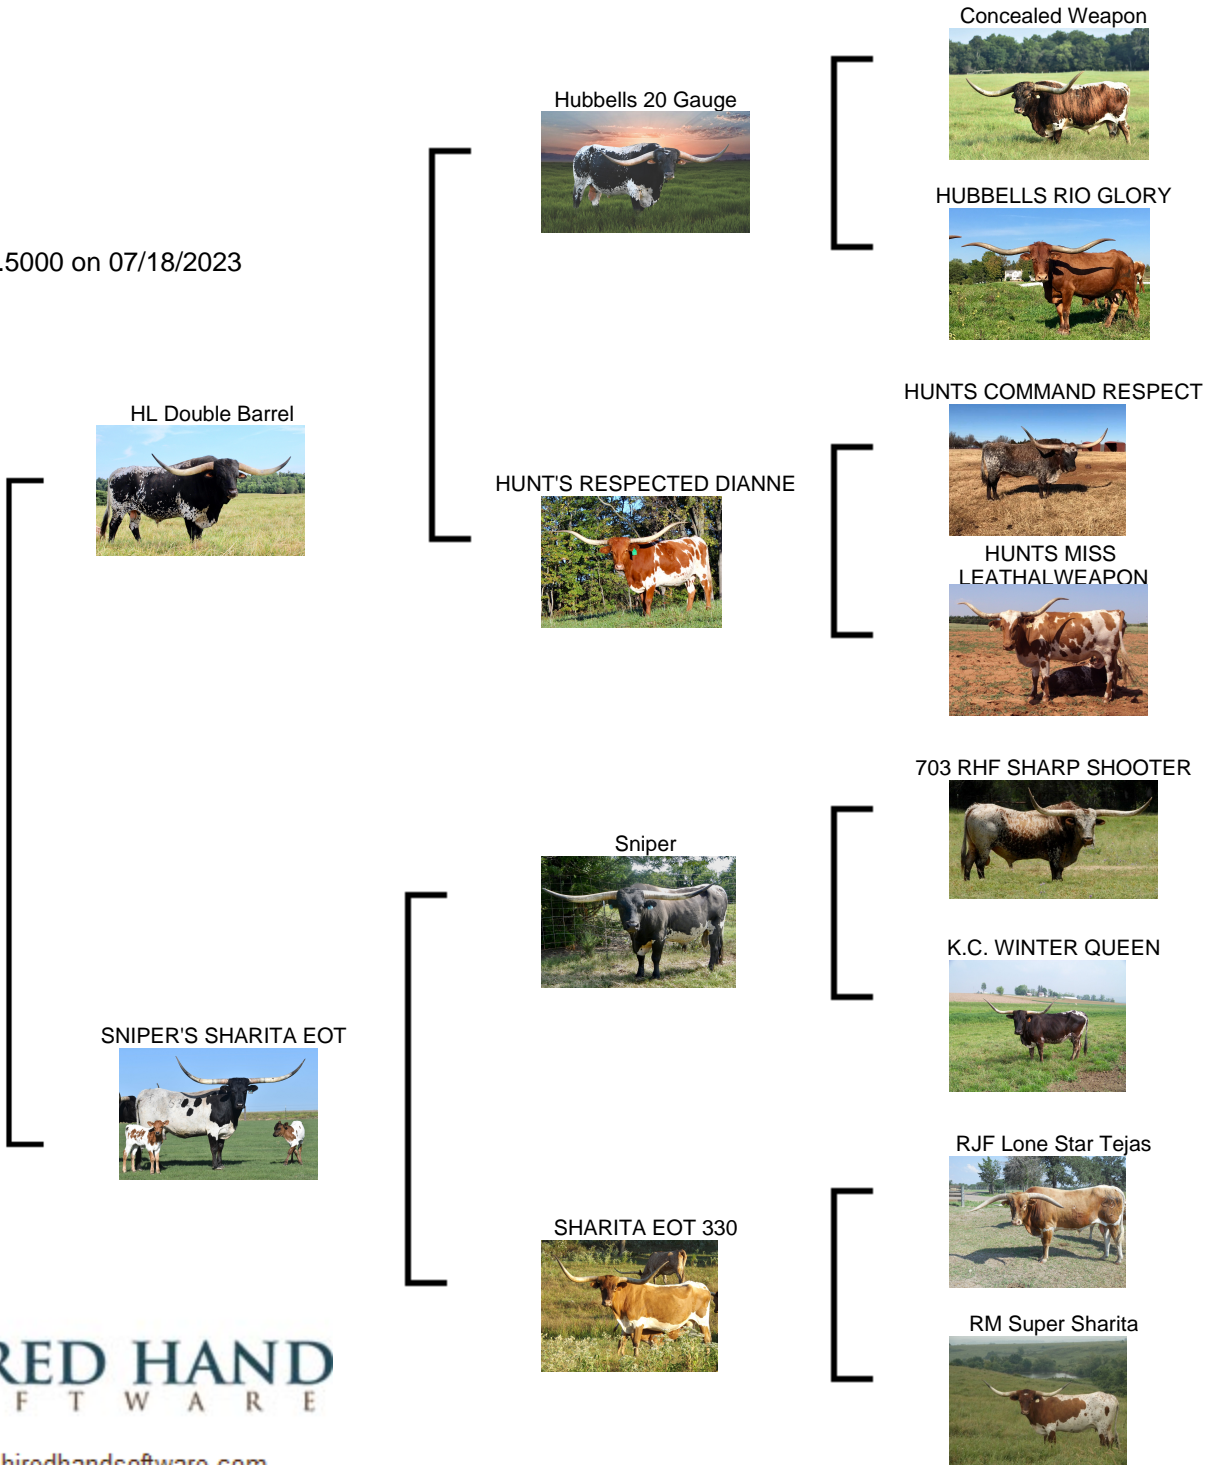 Concealed Weapon
Hubbells 20 Gauge
HUBBELLS RIO GLORY
.5000 on 07/18/2023
HUNTS COMMAND RESPECT
HL Double Barrel
HUNT'S RESPECTED DIANNE
HUNTS MISS
LEATHALWEAPON
703 RHF SHARP SHOOTER
Sniper
K.C. WINTER QUEEN
SNIPER'S SHARITA EOT
RJF Lone Star Tejas
SHARITA EOT 330
RM Super Sharita
RED HAND
F T W A R E
hiredhandsoftware.com